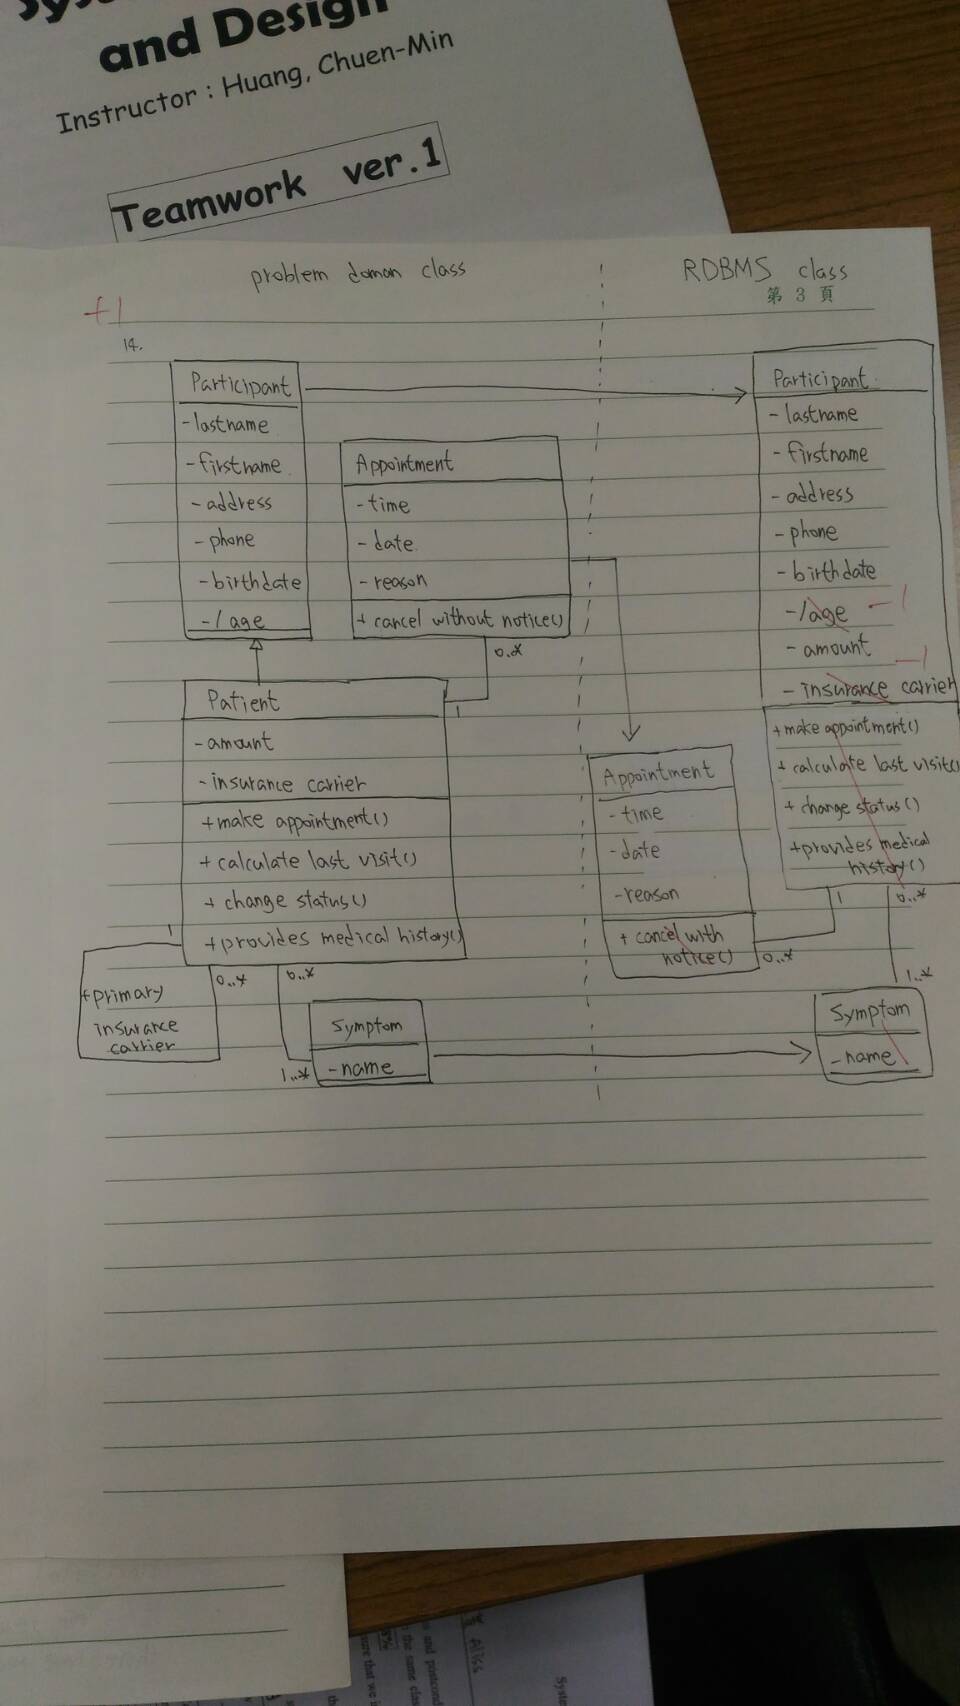 and Design
Instructor : Huang, Chuen-Min
Teamwork ver.1
problem doman class
RDBMS class
第 3 頁
+1
14.
Participant
-lastname
-firstname
-address
-phone
-birthdate
-/age
Appointment
-time
-date
-reason
+ cancel without notice()
0..*
Patient
1
-amount
-insurance carrier
+make appointment()
+calculate last visit()
+ change status()
+provides medical history()
1
+primary
insurance
carrier
0..*
0..*
Symptom
-name
1..*
Participant
-lastname
-firstname
-address
-phone
-birthdate
-/age -1
-amount
-1
-insurance carrier
+make appointment()
+calculate last visit()
+ change status()
+provides medical
history()
Appointment
-time
-date
-reason
+ cancel with
notice()
0..*
1
0..*
1..*
Symptom
-name